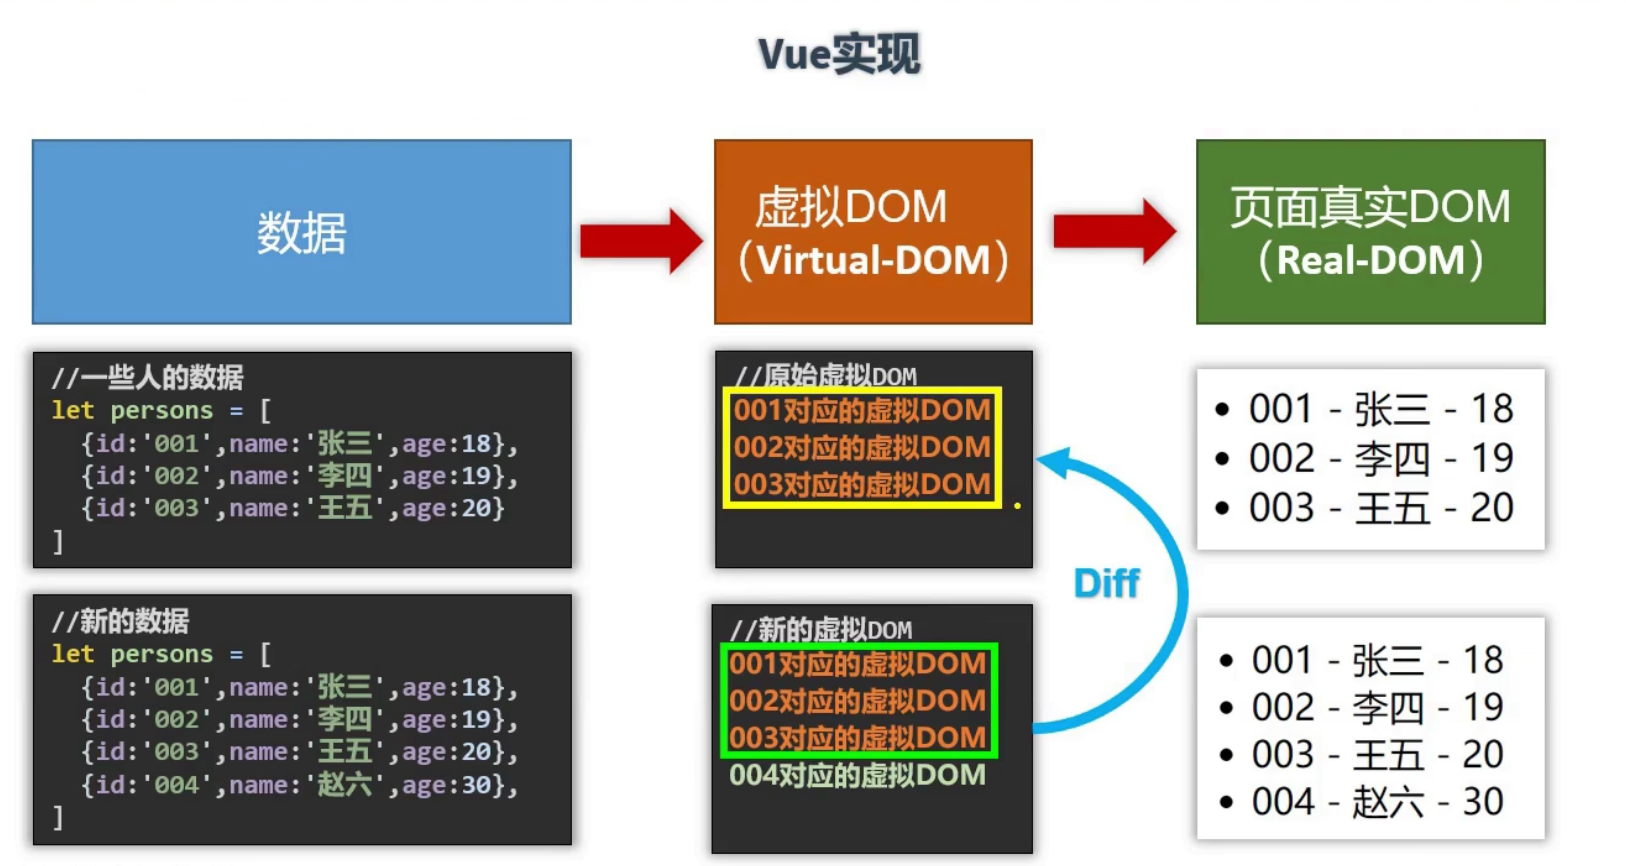 Vue实现
数据
虚拟DOM
（Virtual-DOM）
页面真实DOM
（Real-DOM）
//一些人的数据
let persons = [
{id:'001',name:'张三',age:18},
{id:'002',name:'李四',age:19},
{id:'003',name:'王五',age:20}
]
//原始虚拟DOM
001对应的虚拟DOM
002对应的虚拟DOM
003对应的虚拟DOM
• 001 - 张三 - 18
• 002 - 李四 - 19
• 003 - 王五 - 20
Diff
//新的数据
let persons = [
{id:'001',name:'张三',age:18},
{id:'002',name:'李四',age:19},
{id:'003',name:'王五',age:20},
{id:'004',name:'赵六',age:30},
]
//新的虚拟DOM
001对应的虚拟DOM
002对应的虚拟DOM
003对应的虚拟DOM
004对应的虚拟DOM
• 001 - 张三 - 18
• 002 - 李四 - 19
• 003 - 王五 - 20
• 004 - 赵六 - 30